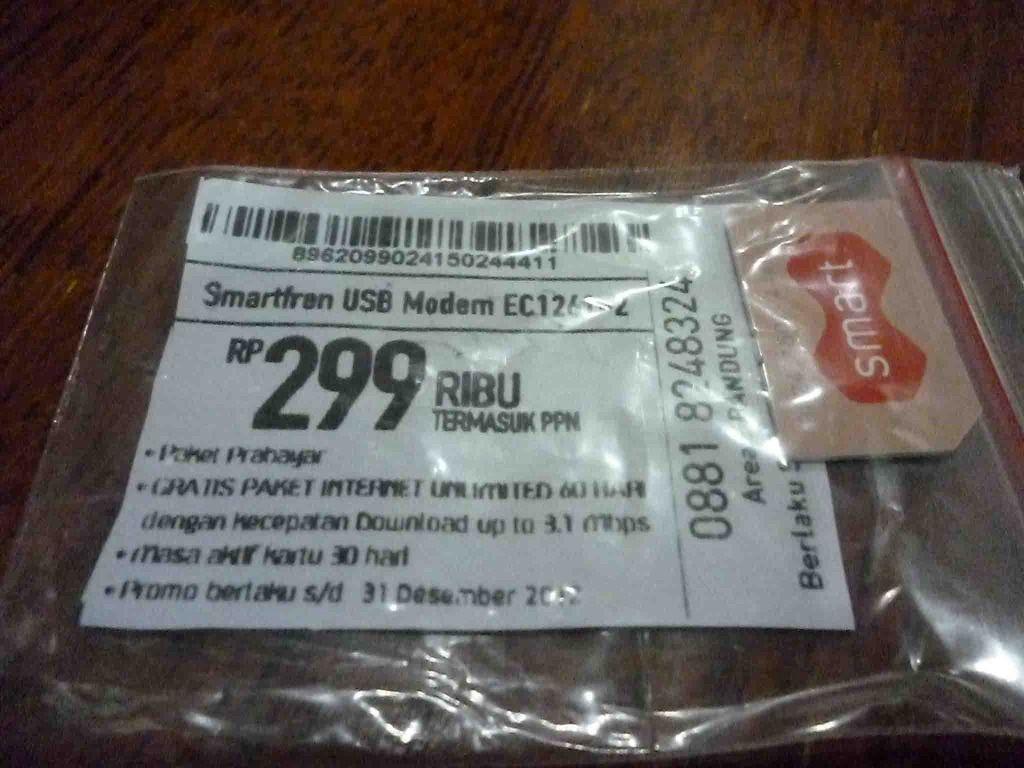 8962099024150244411
Smartfren USB Modem
RP 299 RIBU
TERMASUK PPN
• Paket Prabayar
• GRATIS PAKET INTERNET UNLIMITED 60 HARI
dengan kecepatan Download up to 3.1 Mbps
• Masa aktif kartu 30 hari
• Promo berlaku s/d 31 Desember
0881 8248324
Area BANDUNG
Berlaku
smart